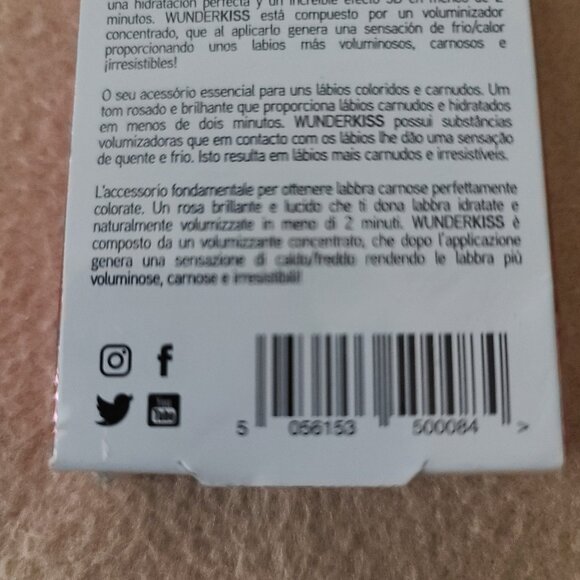 una hidratación perfecta y un increíble efecto 3D en menos de 2
minutos. WUNDERKISS está compuesto por un voluminizador
concentrado, que al aplicarlo genera una sensación de frio/calor
proporcionando unos labios más voluminosos, carnosos e
¡irresistibles!
O seu acessório essencial para uns lábios coloridos e carnudos. Um
tom rosado e brilhante que proporciona lábios carnudos e hidratados
em menos de dois minutos. WUNDERKISS possui substâncias
volumizadoras que em contacto com os lábios lhe dão uma sensação
de quente e frio. Isto resulta em lábios mais carnudos e irresistíveis.
L'accessorio fondamentale per ottenere labbra carnose perfettamente
colorate. Un rosa brillante e lucido che ti dona labbra idratate e
naturalmente volumizzate in meno di 2 minuti. WUNDERKISS è
composto da un volumizzante concentrato, che dopo l'applicazione
genera una sensazione di caldo/freddo rendendo le labbra più
voluminose, carnose e irresistibili!
You
Tube
5 056153 500084 >